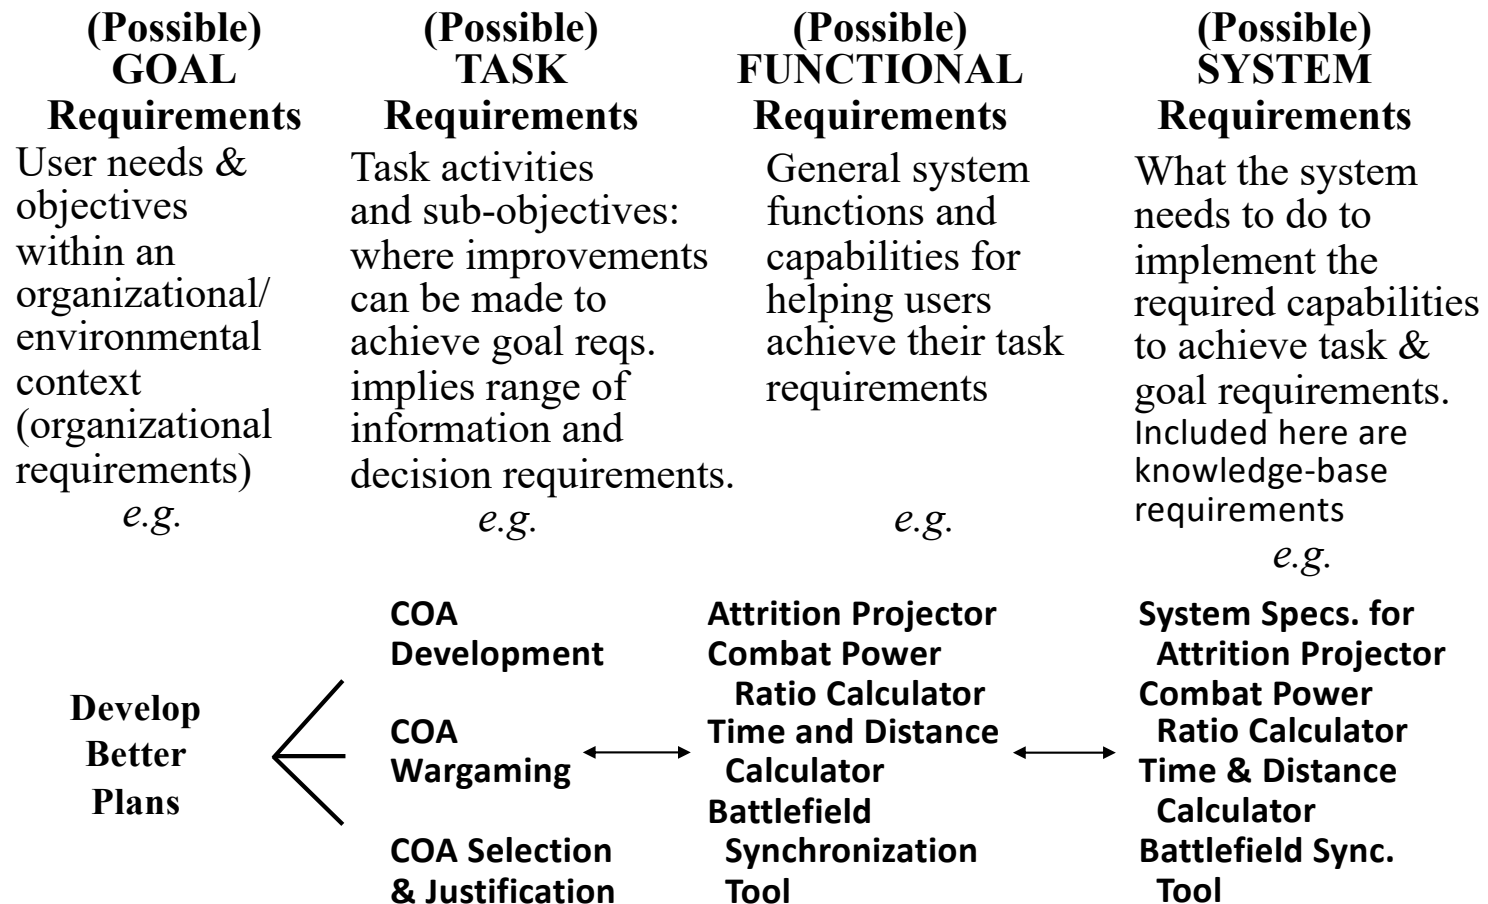 (Possible)
GOAL
Requirements
User needs &
objectives
within an
organizational/
environmental
context
(organizational
requirements)
e.g.
Develop
Better
Plans
(Possible)
TASK
Requirements
Task activities
and sub-objectives:
where improvements
can be made to
achieve goal reqs.
implies range of
information and
decision requirements.
e.g.
COA
Development
COA
Wargaming
COA Selection
& Justification
(Possible)
FUNCTIONAL
Requirements
General system
functions and
capabilities for
helping users
achieve their task
requirements
e.g.
Attrition Projector
Combat Power
Ratio Calculator
Time and Distance
Calculator
Battlefield
Synchronization
Tool
(Possible)
SYSTEM
Requirements
What the system
needs to do to
implement the
required capabilities
to achieve task &
goal requirements.
Included here are
knowledge-base
requirements
e.g.
System Specs. for
Attrition Projector
Combat Power
Ratio Calculator
Time & Distance
Calculator
Battlefield Sync.
Tool